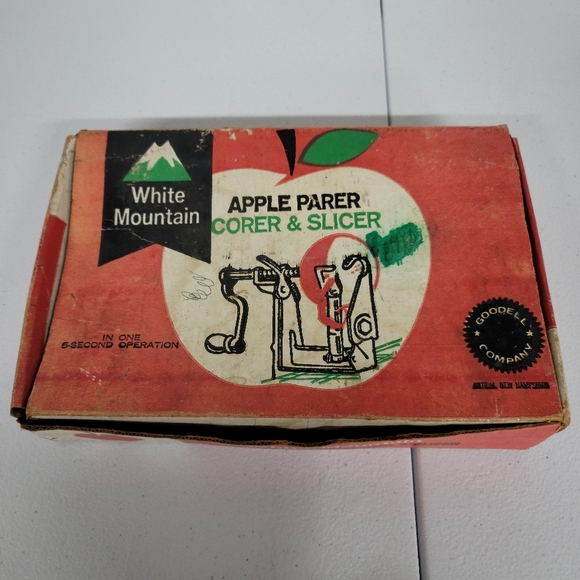 White
Mountain
APPLE PARER
CORER & SLICER
IN ONE
5-SECOND OPERATION
GOODELL
COMPANY
ANTRIM, NEW HAMPSHIRE